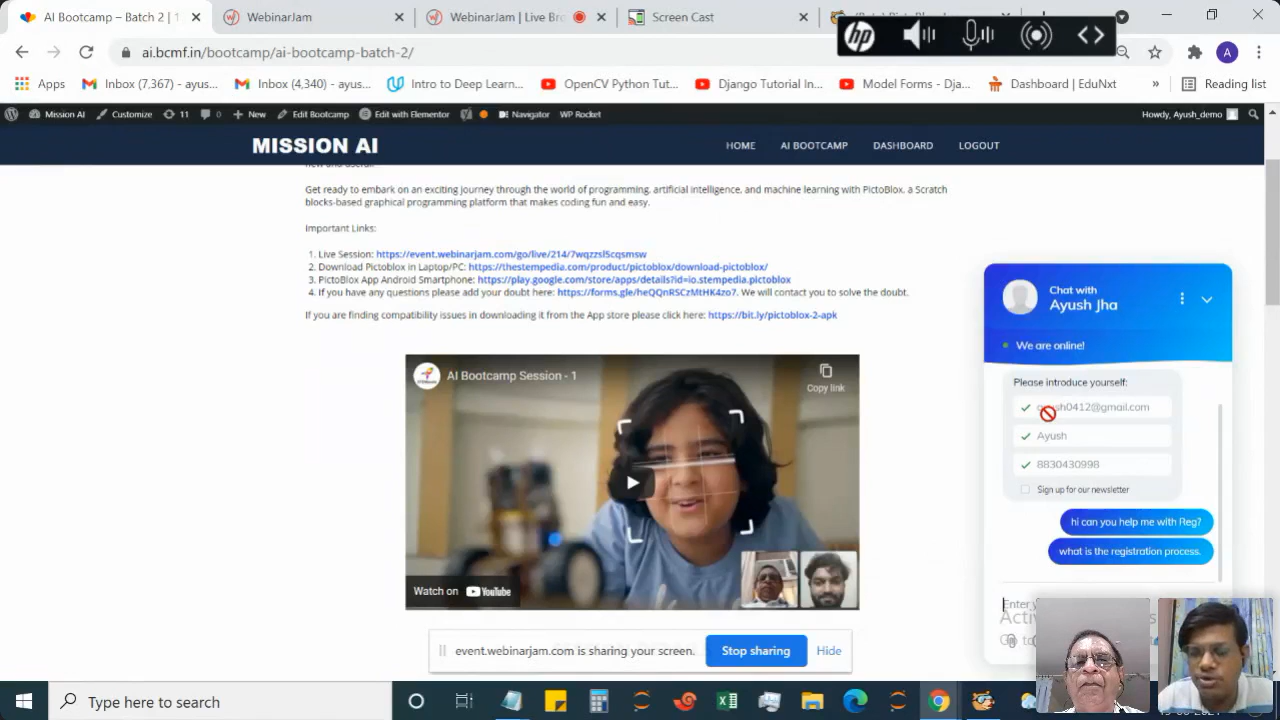 AI Bootcamp – Batch 2 | 1
WebinarJam
WebinarJam | Live Bro
Screen Cast
ai.bcmf.in/bootcamp/ai-bootcamp-batch-2/
hp
A
Apps
Inbox (7,367) - ayus...
Inbox (4,340) - ayus...
Intro to Deep Learn...
OpenCV Python Tut...
Django Tutorial In...
Model Forms - Dja...
Dashboard | EduNxt
»
Reading list
Mission AI
Customize
11
0
New
Edit Bootcamp
Edit with Elementor
Navigator
WP Rocket
Howdy, Ayush_demo
MISSION AI
HOME
AI BOOTCAMP
DASHBOARD
LOGOUT
new and useful.
Get ready to embark on an exciting journey through the world of programming, artificial intelligence, and machine learning with PictoBlox, a Scratch
blocks-based graphical programming platform that makes coding fun and easy.
Important Links:
1. Live Session: https://event.webinarjam.com/go/live/214/7wqzzsl5cqsmsw
2. Download Pictoblox in Laptop/PC: https://thestempedia.com/product/pictoblox/download-pictoblox/
3. PictoBlox App Android Smartphone: https://play.google.com/store/apps/details?id=io.stempedia.pictoblox
4. If you have any questions please add your doubt here: https://forms.gle/heQQnRSCzMtHK4zo7. We will contact you to solve the doubt.
If you are finding compatibility issues in downloading it from the App store please click here: https://bit.ly/pictoblox-2-apk
AI Bootcamp Session - 1
Copy link
Watch on YouTube
Chat with
Ayush Jha
We are online!
Please introduce yourself:
ayush0412@gmail.com
Ayush
8830430998
Sign up for our newsletter
hi can you help me with Reg?
what is the registration process.
Enter y
Activ
event.webinarjam.com is sharing your screen.
Stop sharing
Hide
Type here to search